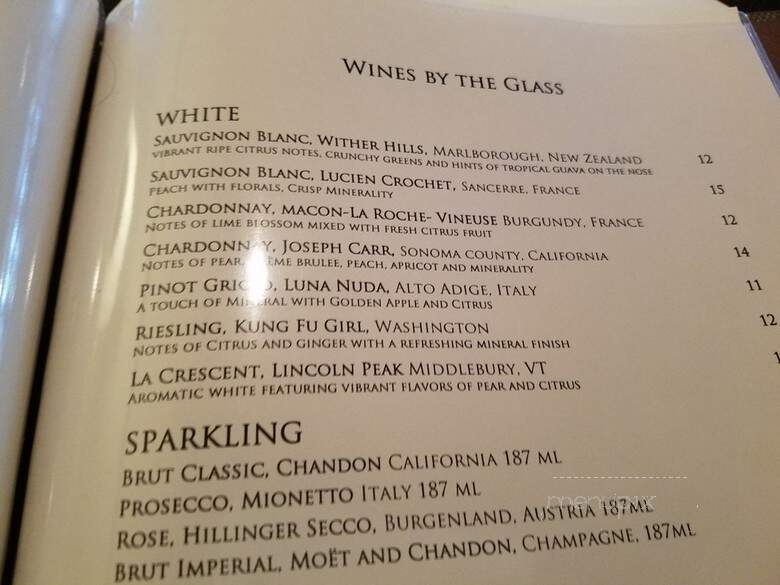 WINES BY THE GLASS
WHITE
SAUVIGNON BLANC, WITHER HILLS, MARLBOROUGH, NEW ZEALAND 12
VIBRANT RIPE CITRUS NOTES, CRUNCHY GREENS AND HINTS OF TROPICAL GUAVA ON THE NOSE
SAUVIGNON BLANC, LUCIEN CROCHET, SANCERRE, FRANCE 15
PEACH WITH FLORALS, CRISP MINERALITY
CHARDONNAY, MACON-LA ROCHE- VINEUSE BURGUNDY, FRANCE 12
NOTES OF LIME BLOSSOM MIXED WITH FRESH CITRUS FRUIT
CHARDONNAY, JOSEPH CARR, SONOMA COUNTY, CALIFORNIA 14
NOTES OF PEAR, BRULEE, PEACH, APRICOT AND MINERALITY
PINOT GRIGIO, LUNA NUDA, ALTO ADIGE, ITALY 11
A TOUCH OF MINERAL WITH GOLDEN APPLE AND CITRUS
RIESLING, KUNG FU GIRL, WASHINGTON 12
NOTES OF CITRUS AND GINGER WITH A REFRESHING MINERAL FINISH
LA CRESCENT, LINCOLN PEAK MIDDLEBURY, VT
AROMATIC WHITE FEATURING VIBRANT FLAVORS OF PEAR AND CITRUS
SPARKLING
BRUT CLASSIC, CHANDON CALIFORNIA 187 ML
PROSECCO, MIONETTO ITALY 187 ML
ROSE, HILLINGER SECCO, BURGENLAND, AUSTRIA 187ML
BRUT IMPERIAL, MOËT AND CHANDON, CHAMPAGNE, 187ML
menupix